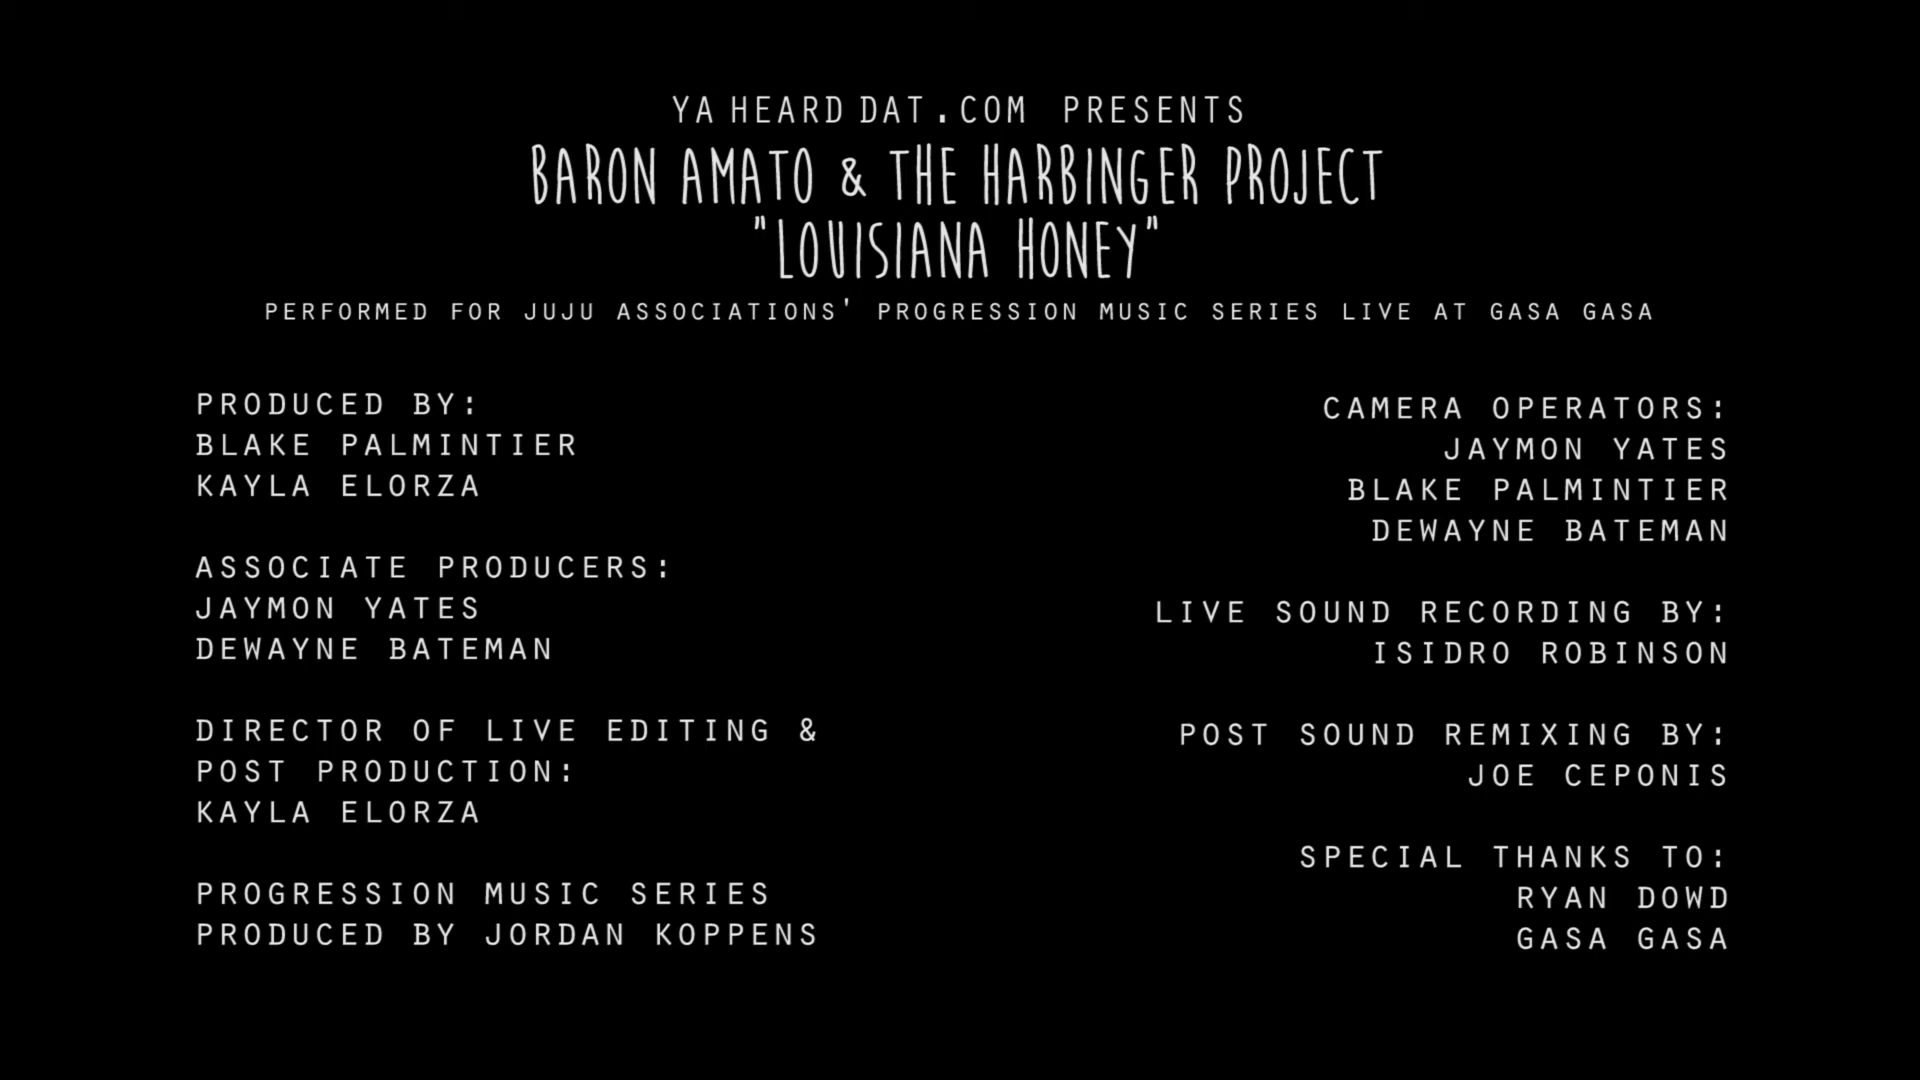 YA HEARD DAT.COM PRESENTS
BARON AMATO & THE HARBINGER PROJECT
"LOUISIANA HONEY"
PERFORMED FOR JUJU ASSOCIATIONS' PROGRESSION MUSIC SERIES LIVE AT GASA GASA
PRODUCED BY:
BLAKE PALMINTIER
KAYLA ELORZA
ASSOCIATE PRODUCERS:
JAYMON YATES
DEWAYNE BATEMAN
DIRECTOR OF LIVE EDITING &
POST PRODUCTION:
KAYLA ELORZA
PROGRESSION MUSIC SERIES
PRODUCED BY JORDAN KOPPENS
CAMERA OPERATORS:
JAYMON YATES
BLAKE PALMINTIER
DEWAYNE BATEMAN
LIVE SOUND RECORDING BY:
ISIDRO ROBINSON
POST SOUND REMIXING BY:
JOE CEPONIS
SPECIAL THANKS TO:
RYAN DOWD
GASA GASA